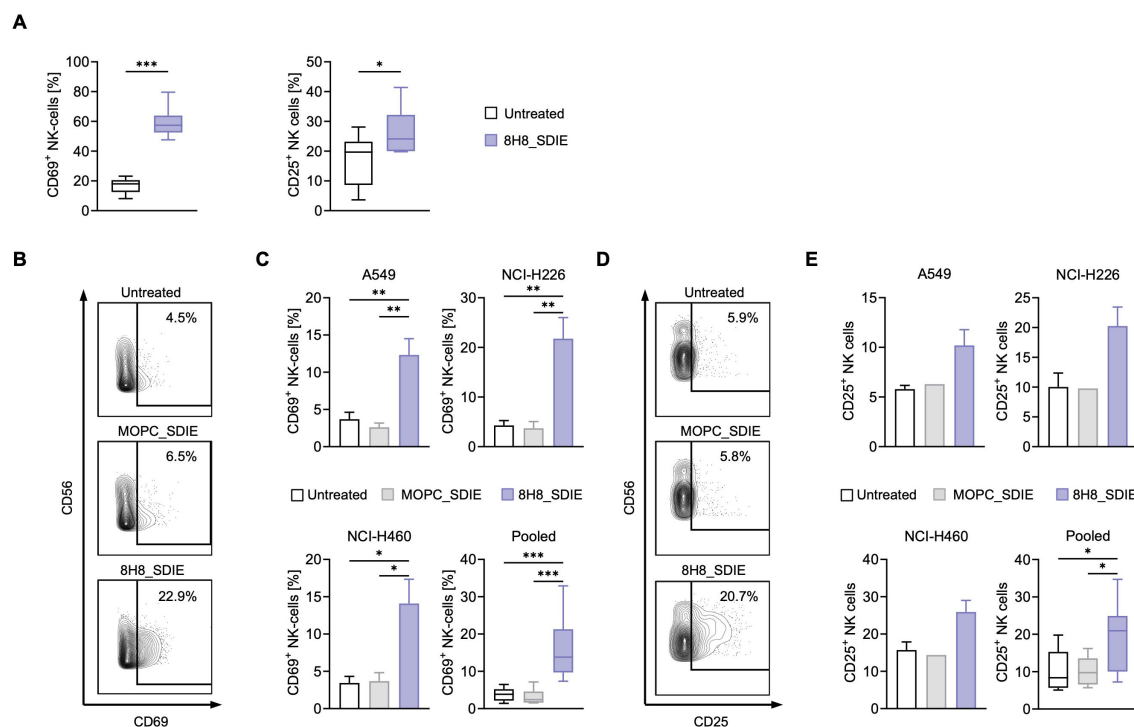 A
CD69+ NK-cells [%]
100
80
60
40
20
0
***
CD25+ NK cells [%]
50
40
30
20
10
0
*
Untreated
8H8_SDIE
B
CD56
Untreated
4.5%
MOPC_SDIE
6.5%
8H8_SDIE
22.9%
CD69
C
A549
CD69+ NK-cells [%]
20
15
10
5
0
**
**
NCI-H226
CD69+ NK-cells [%]
30
20
10
0
**
**
Untreated
MOPC_SDIE
8H8_SDIE
NCI-H460
CD69+ NK-cells [%]
20
15
10
5
0
*
*
Pooled
CD69+ NK-cells [%]
40
30
20
10
0
***
***
D
CD56
Untreated
5.9%
MOPC_SDIE
5.8%
8H8_SDIE
20.7%
CD25
E
A549
CD25+ NK cells
15
10
5
0
NCI-H226
CD25+ NK cells
25
20
15
10
5
0
Untreated
MOPC_SDIE
8H8_SDIE
NCI-H460
CD25+ NK cells
40
30
20
10
0
Pooled
CD25+ NK cells
40
30
20
10
0
*
*